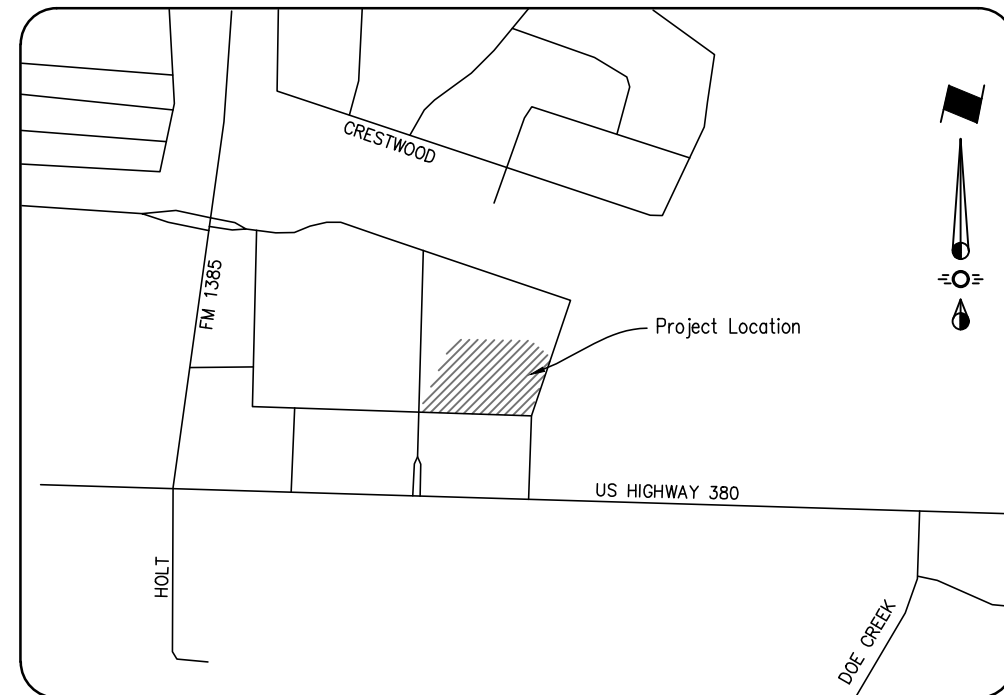 CRESTWOOD
FM 1385
Project Location
US HIGHWAY 380
HOLT
DOE CREEK